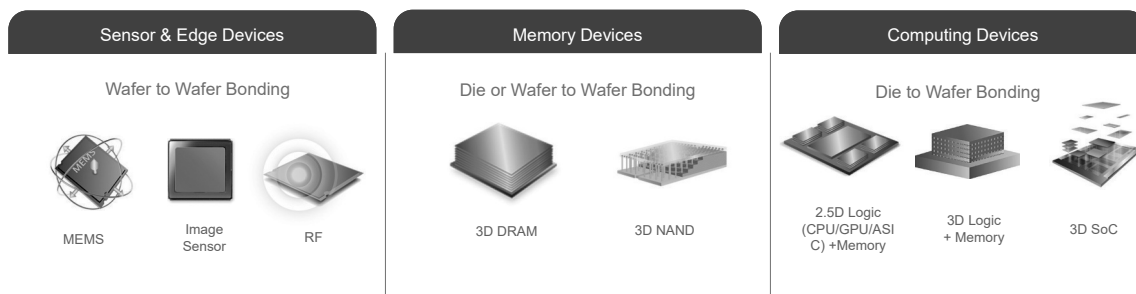 Sensor & Edge Devices
Wafer to Wafer Bonding
MEMS
MEMS
Image
Sensor
RF
Memory Devices
Die or Wafer to Wafer Bonding
3D DRAM
3D NAND
Computing Devices
Die to Wafer Bonding
2.5D Logic
(CPU/GPU/ASI
C) +Memory
3D Logic
+ Memory
3D SoC